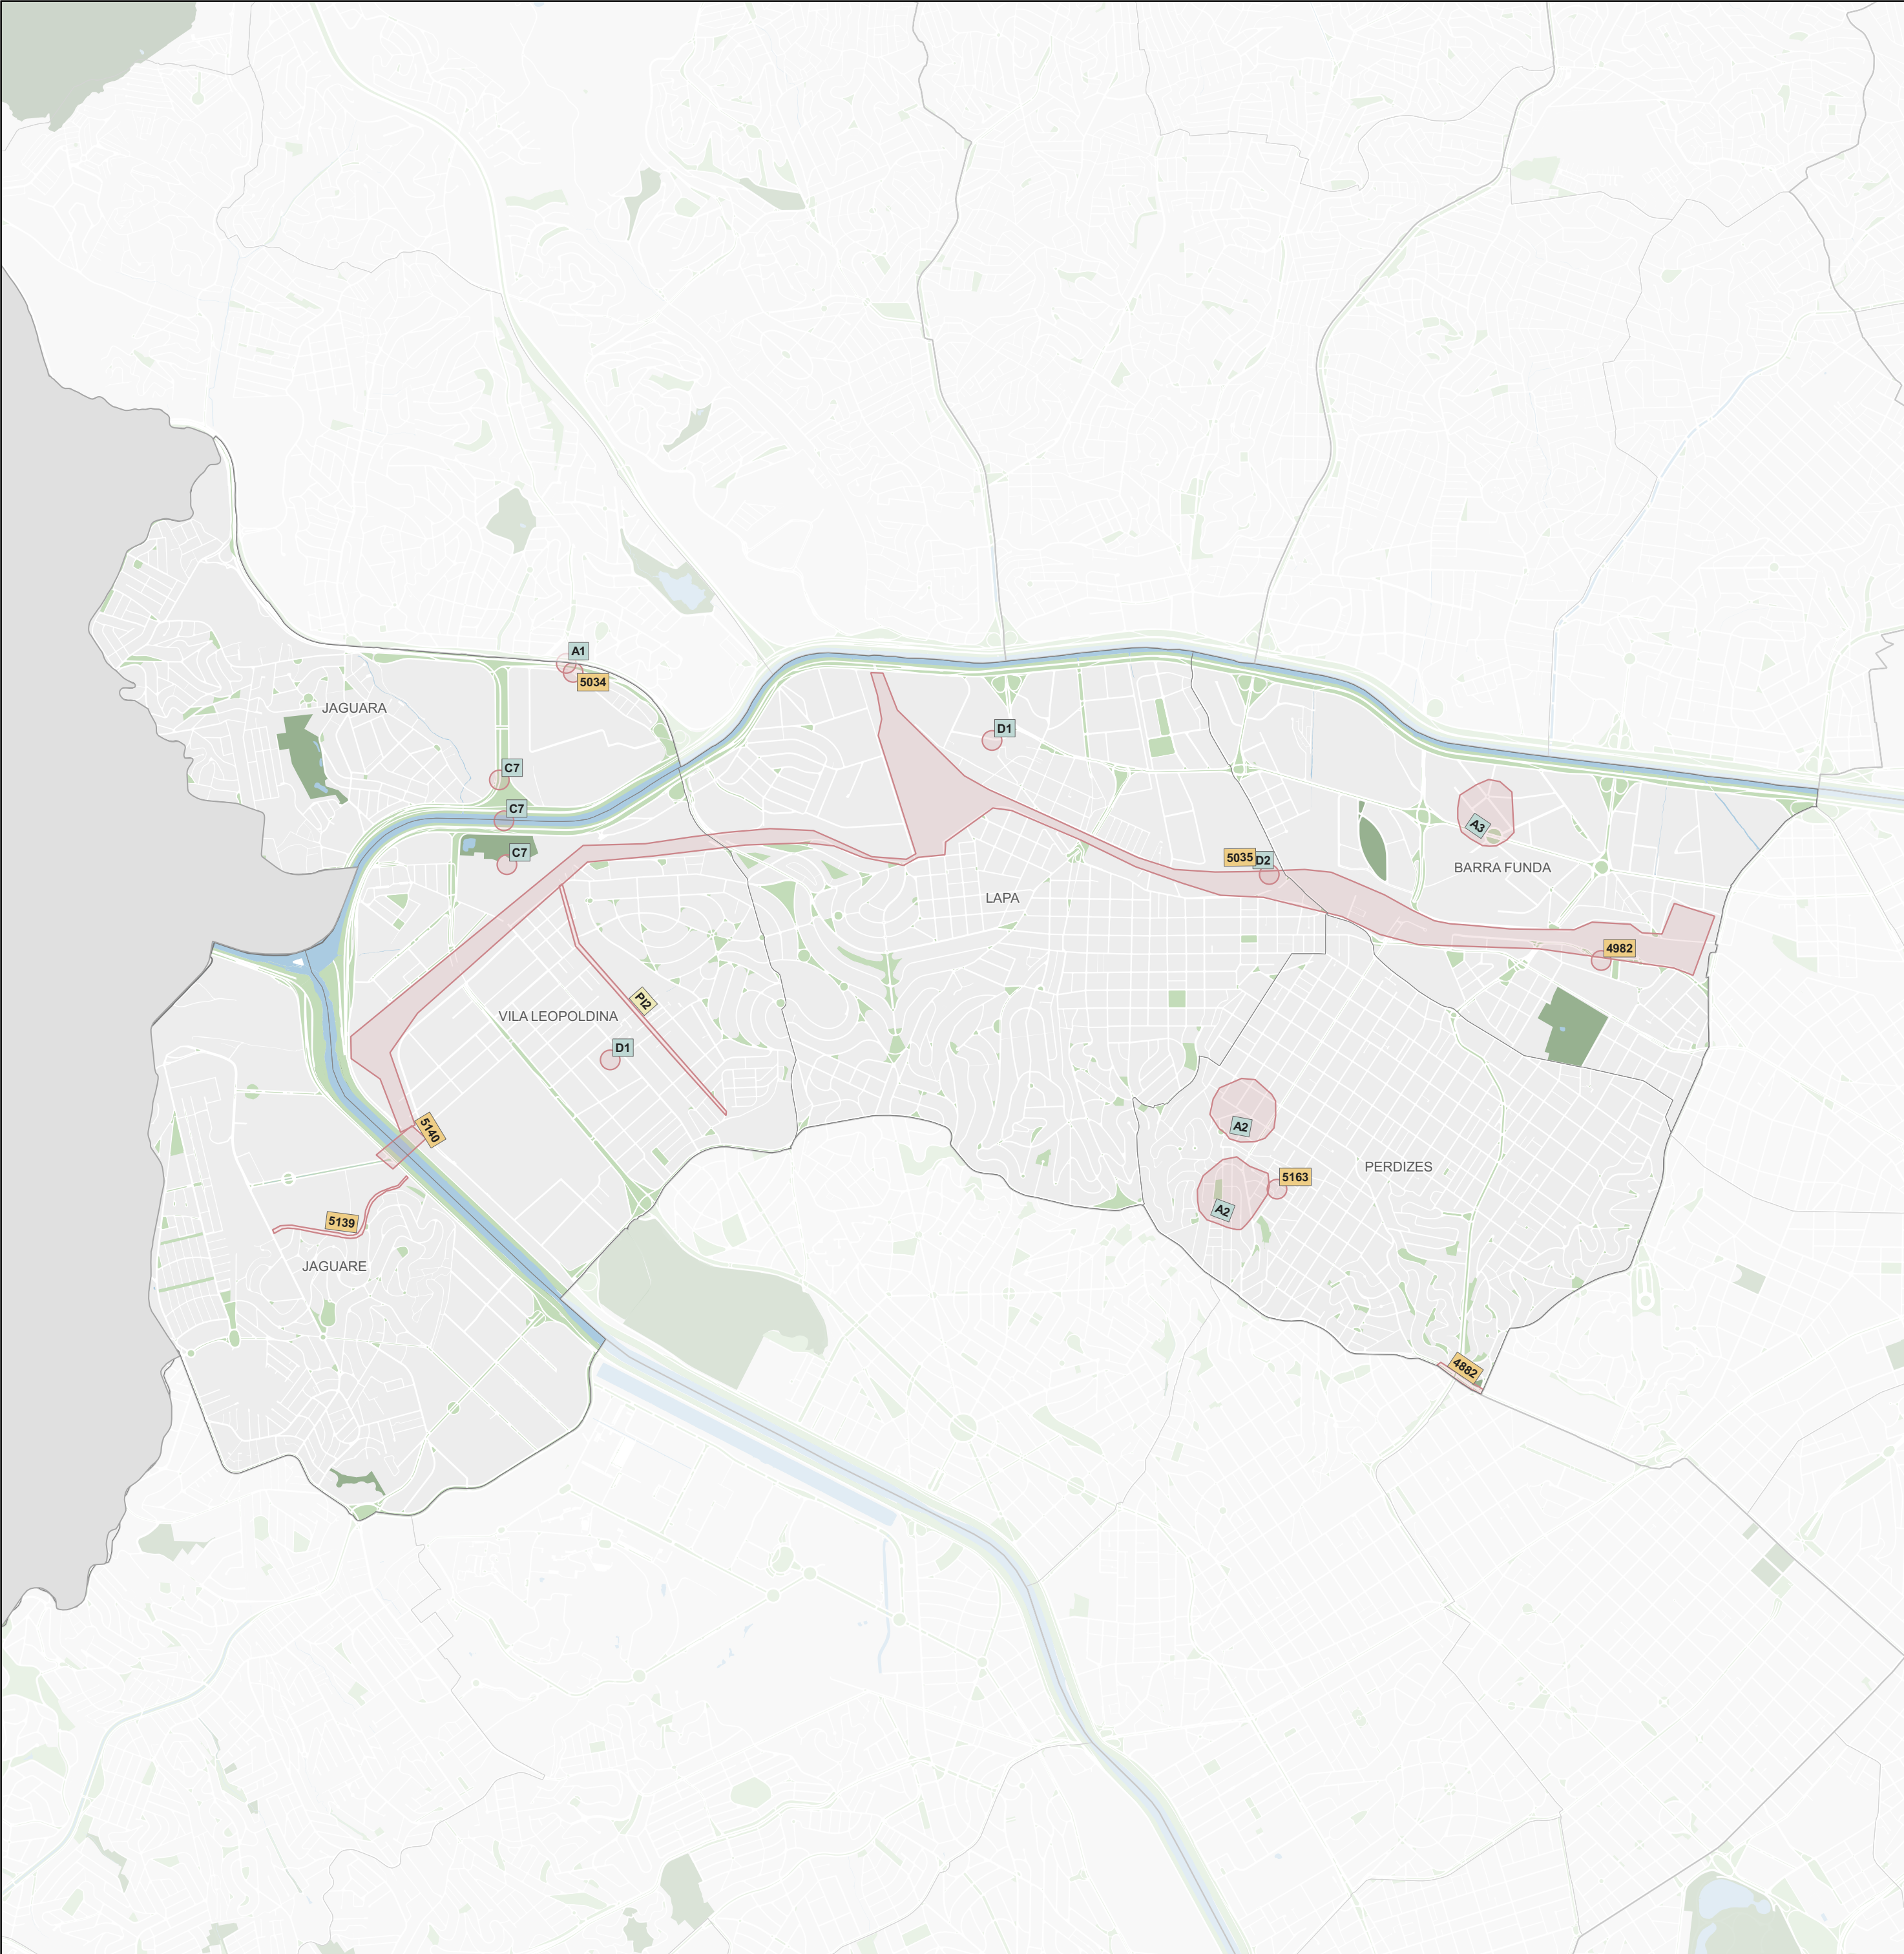 A1
5034
JAGUARA
D1
C7
C7
A3
C7
5035
D2
BARRA FUNDA
LAPA
4982
PI2
VILA LEOPOLDINA
D1
5140
A2
PERDIZES
5163
A2
5139
JAGUARE
4882